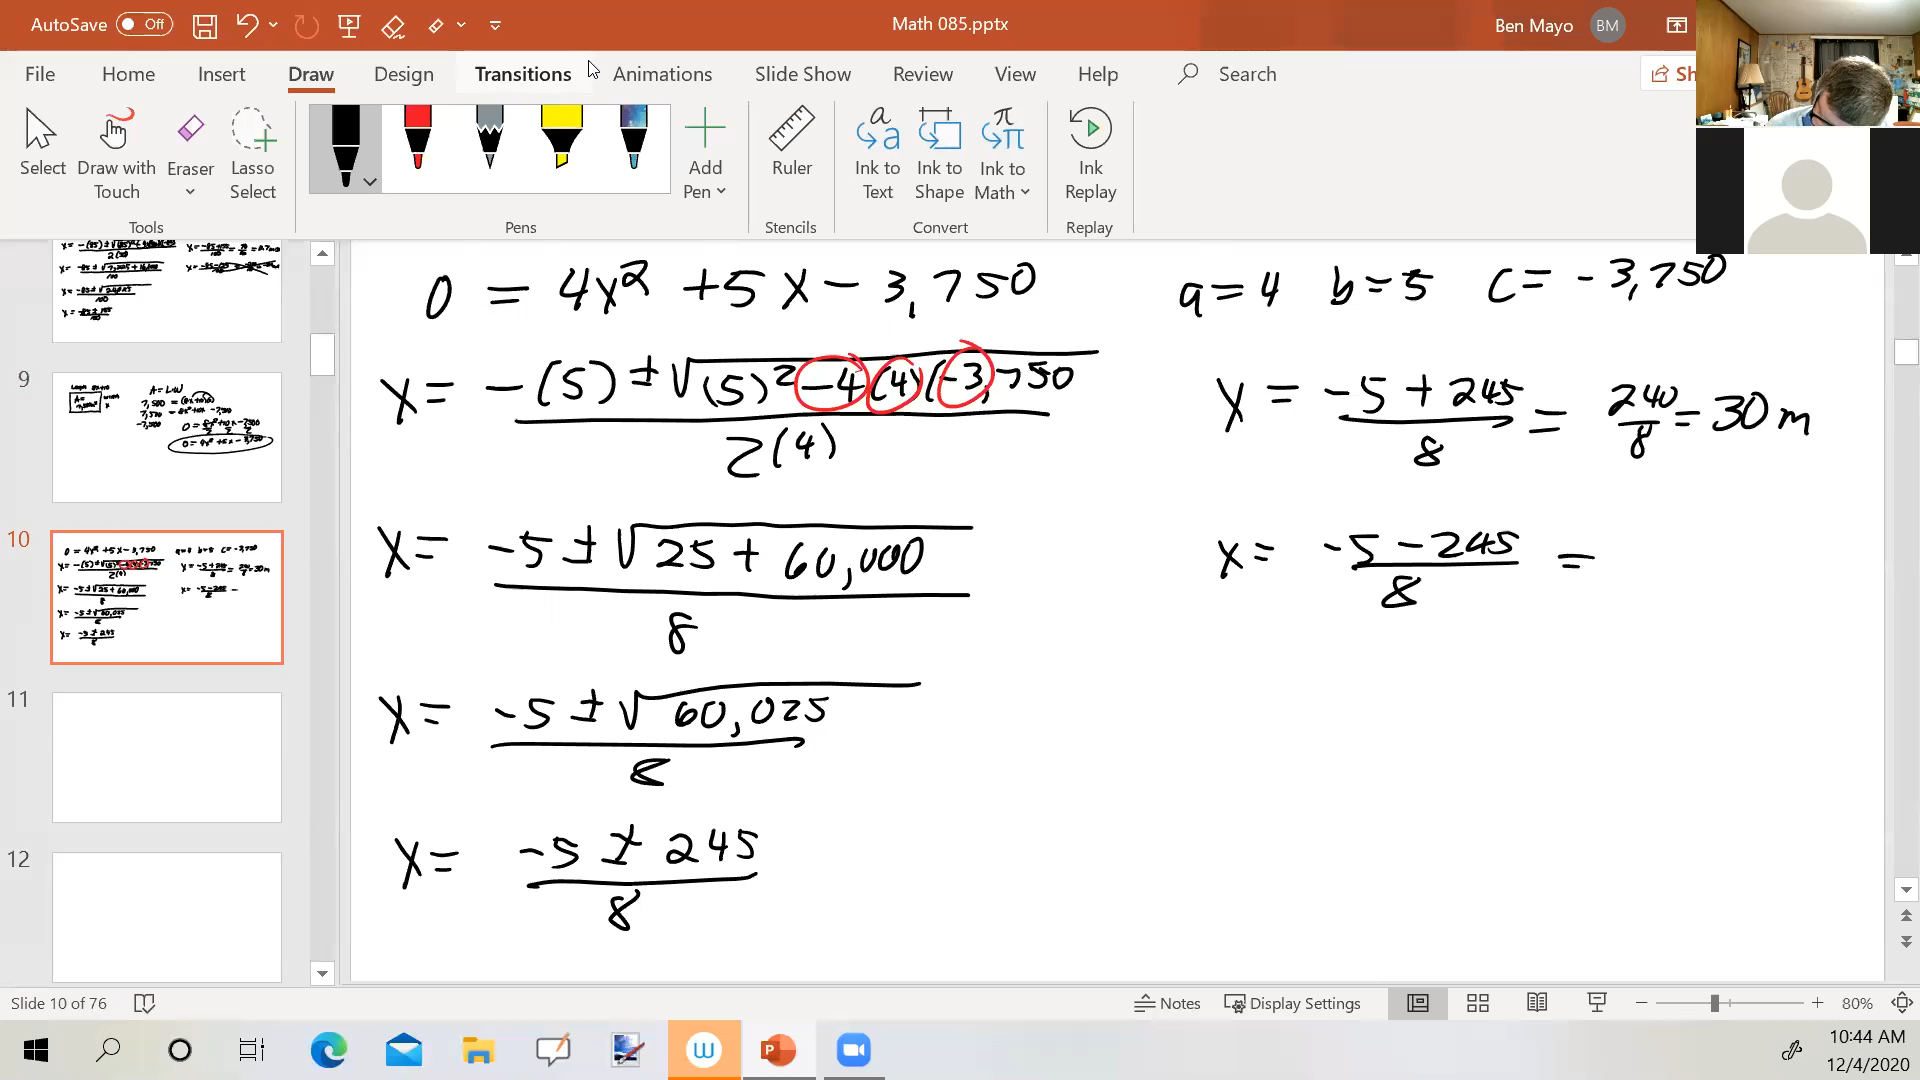 AutoSave Off
Math 085.pptx
Ben Mayo BM
File Home Insert Draw Design Transitions Animations Slide Show Review View Help Search Sh
Select
Draw with Touch
Eraser
Lasso Select
Add Pen
Ruler
Ink to Text
Ink to Shape
Ink to Math
Ink Replay
Tools Pens Stencils Convert Replay
9
10
11
12
0 = 4x² + 5x - 3,750 a = 4 b = 5 c = -3,750
x = -(5) ± √(5)² -4(4)(-3,750
2(4)
x = -5 ± √25 + 60,000
8
x = -5 ± √60,025
8
x = -5 ± 245
8
x = -5 + 245 = 240 = 30 m
8 8
x = -5 - 245 =
8
Slide 10 of 76
Notes Display Settings 80%
10:44 AM
12/4/2020